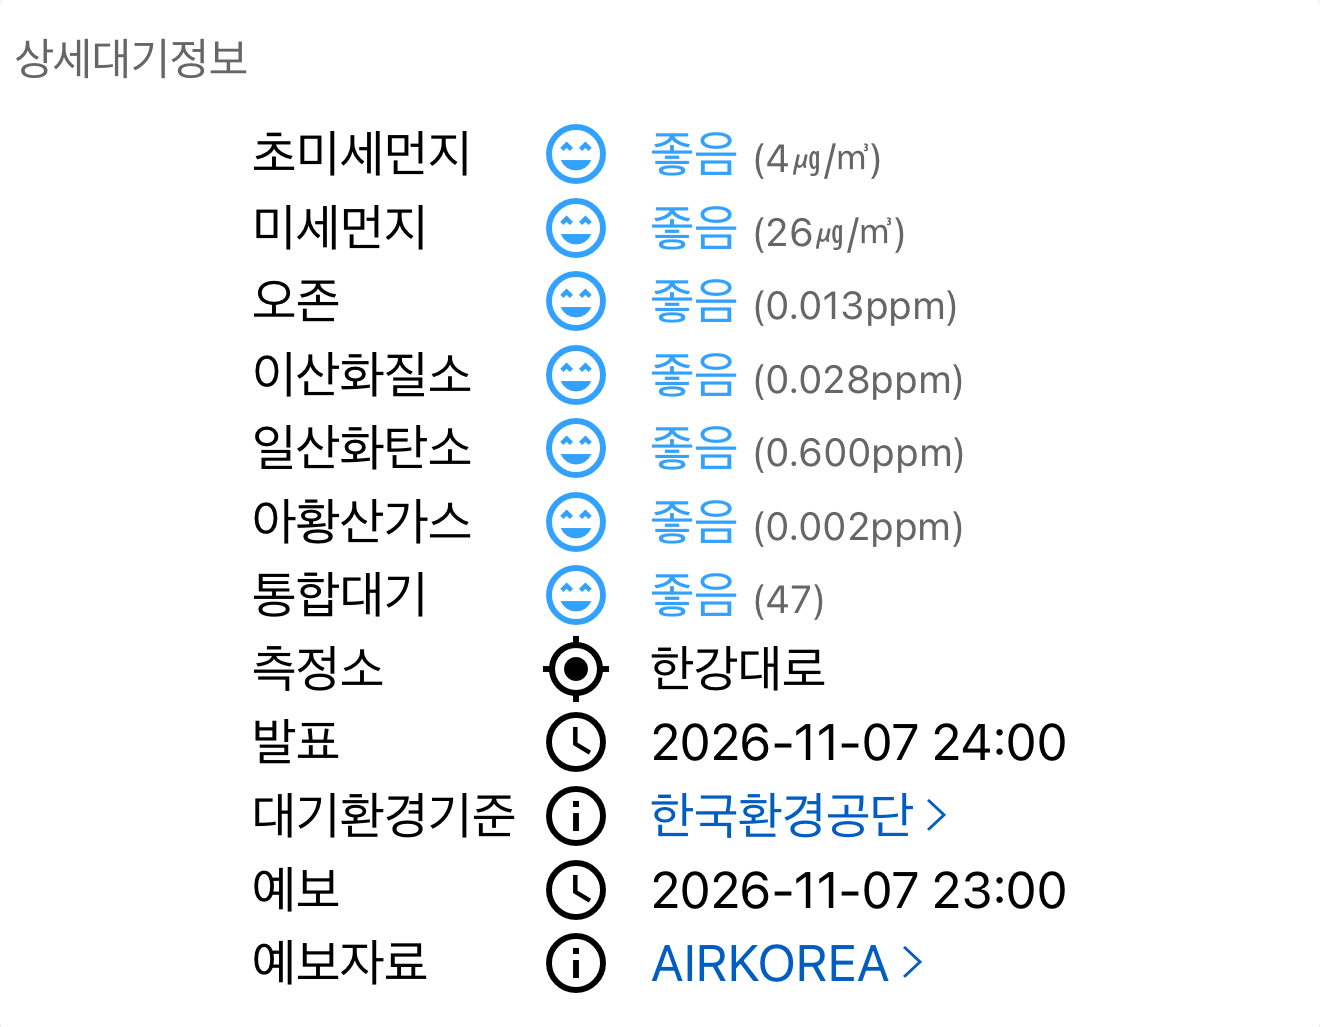 상세대기정보
초미세먼지 좋음 (4㎍/㎥)
미세먼지 좋음 (26㎍/㎥)
오존 좋음 (0.013ppm)
이산화질소 좋음 (0.028ppm)
일산화탄소 좋음 (0.600ppm)
아황산가스 좋음 (0.002ppm)
통합대기 좋음 (47)
측정소 한강대로
발표 2026-11-07 24:00
대기환경기준 한국환경공단 >
예보 2026-11-07 23:00
예보자료 AIRKOREA >